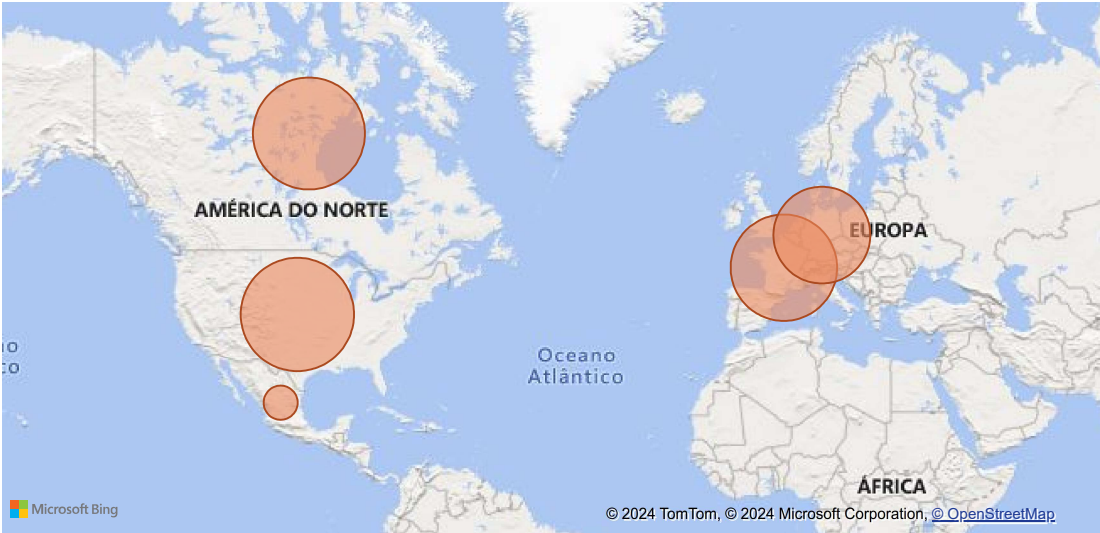 AMÉRICA DO NORTE
EUROPA
Oceano
Atlântico
ÁFRICA
Microsoft Bing
© 2024 TomTom, © 2024 Microsoft Corporation, © OpenStreetMap